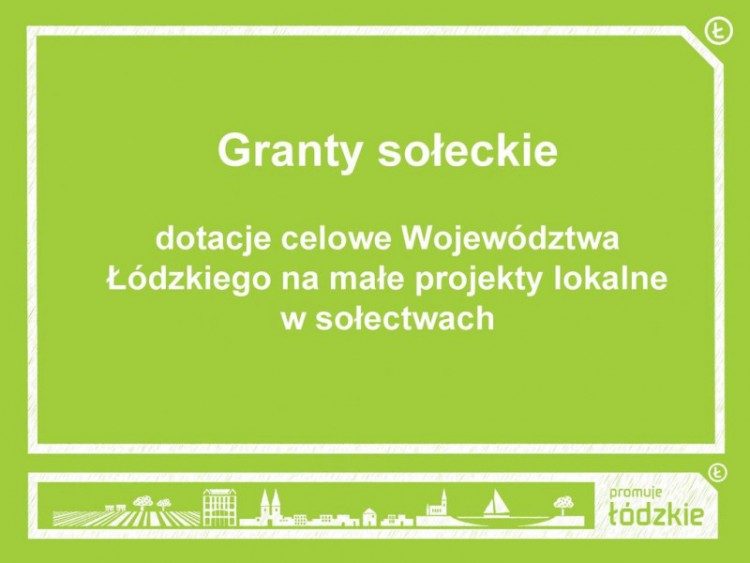 Ł
Granty sołeckie
dotacje celowe Województwa
Łódzkiego na małe projekty lokalne
w sołectwach
Ł
promuje
łódzkie